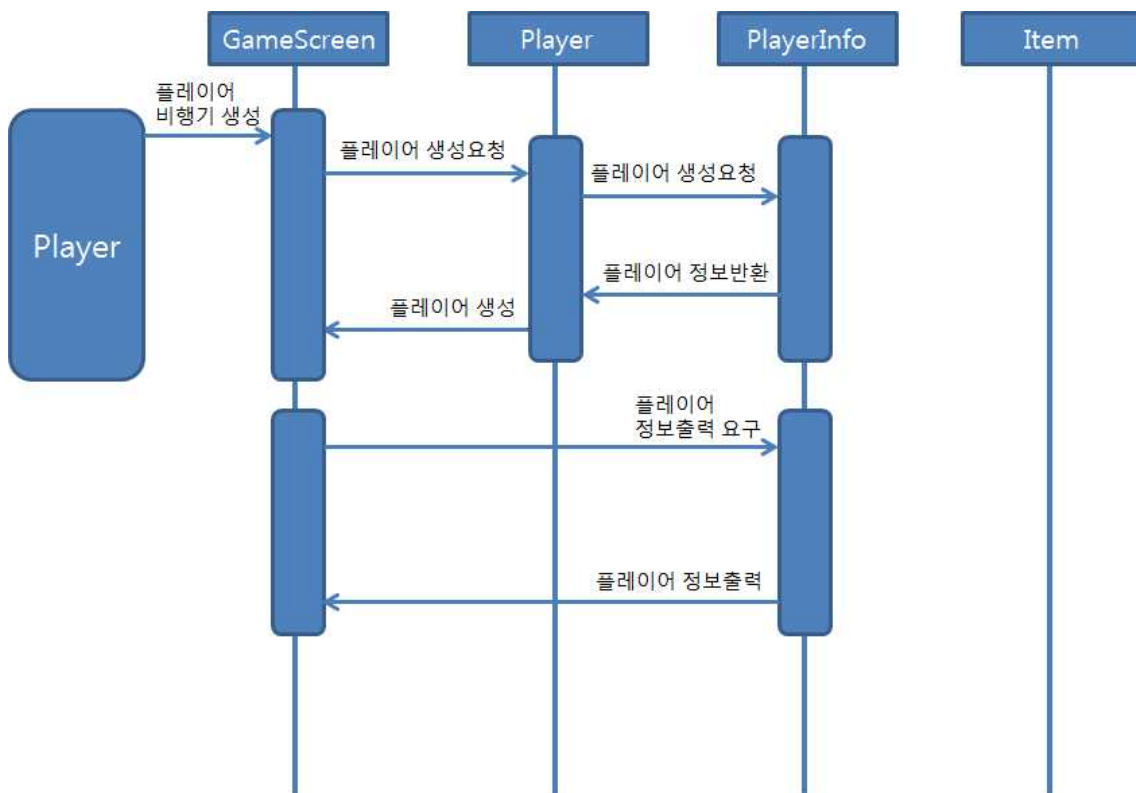 GameScreen
Player
PlayerInfo
Item
플레이어
비행기 생성
플레이어 생성요청
플레이어 생성요청
Player
플레이어 정보반환
플레이어 생성
플레이어
정보출력 요구
플레이어 정보출력